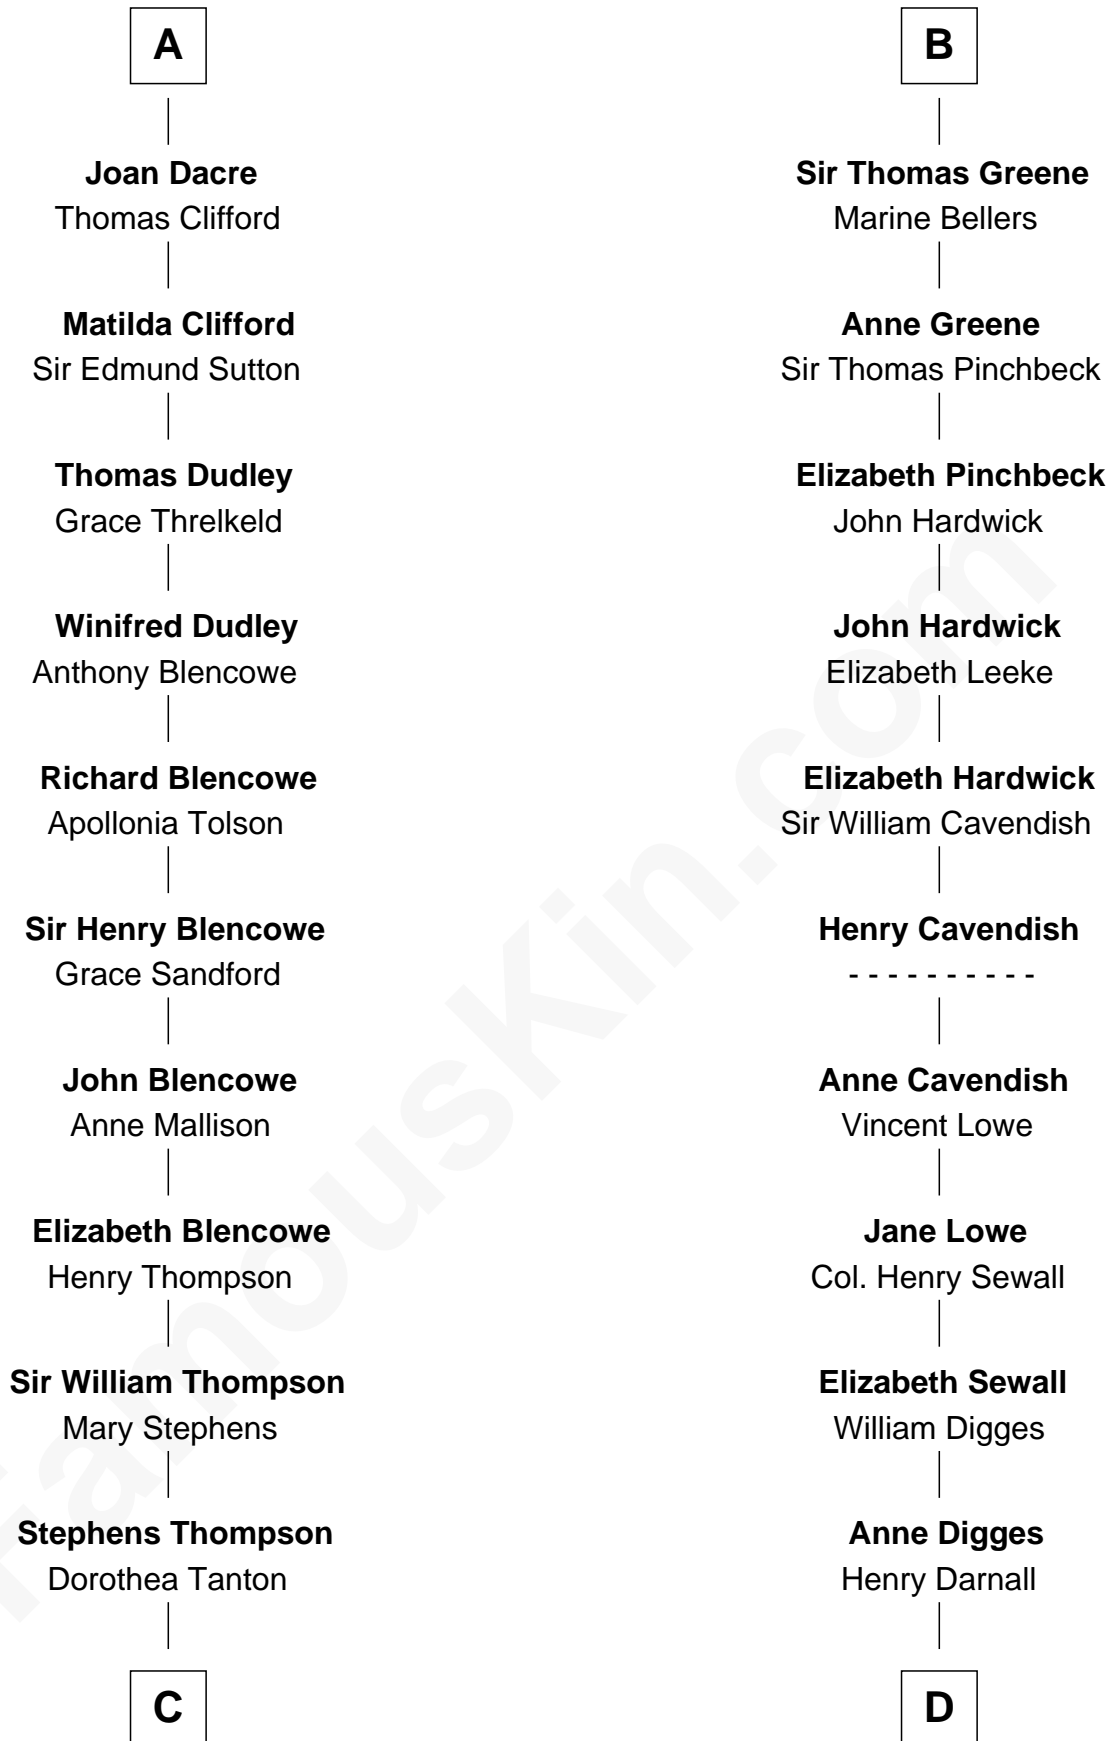 A
Joan Dacre
Thomas Clifford
Matilda Clifford
Sir Edmund Sutton
Thomas Dudley
Grace Threlkeld
Winifred Dudley
Anthony Blencowe
Richard Blencowe
Apollonia Tolson
Sir Henry Blencowe
Grace Sandford
John Blencowe
Anne Mallison
Elizabeth Blencowe
Henry Thompson
Sir William Thompson
Mary Stephens
Stephens Thompson
Dorothea Tanton
C
B
Sir Thomas Greene
Marine Bellers
Anne Greene
Sir Thomas Pinchbeck
Elizabeth Pinchbeck
John Hardwick
John Hardwick
Elizabeth Leeke
Elizabeth Hardwick
Sir William Cavendish
Henry Cavendish
- - - - - - - - - -
Anne Cavendish
Vincent Lowe
Jane Lowe
Col. Henry Sewall
Elizabeth Sewall
William Digges
Anne Digges
Henry Darnall
D
FamousKin.com